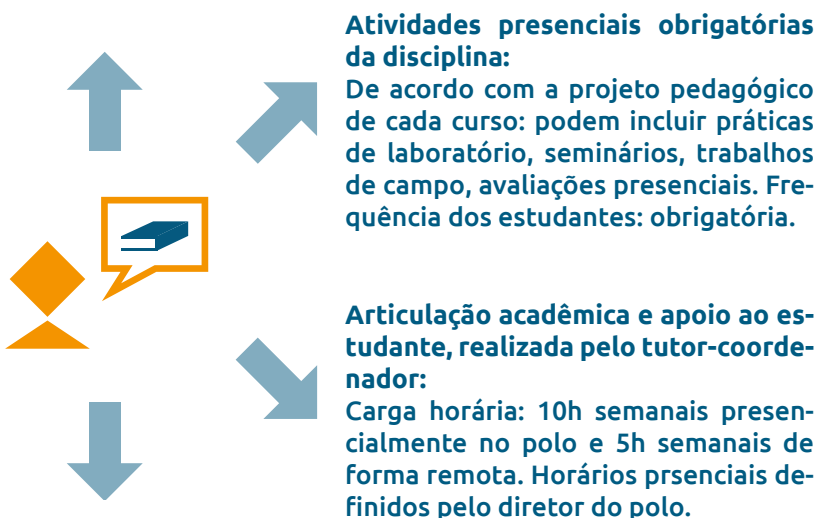 Atividades presenciais obrigatórias
da disciplina:
De acordo com a projeto pedagógico
de cada curso: podem incluir práticas
de laboratório, seminários, trabalhos
de campo, avaliações presenciais. Fre-
quência dos estudantes: obrigatória.
Articulação acadêmica e apoio ao es-
tudante, realizada pelo tutor-coorde-
nador:
Carga horária: 10h semanais presen-
cialmente no polo e 5h semanais de
forma remota. Horários prsenciais de-
finidos pelo diretor do polo.